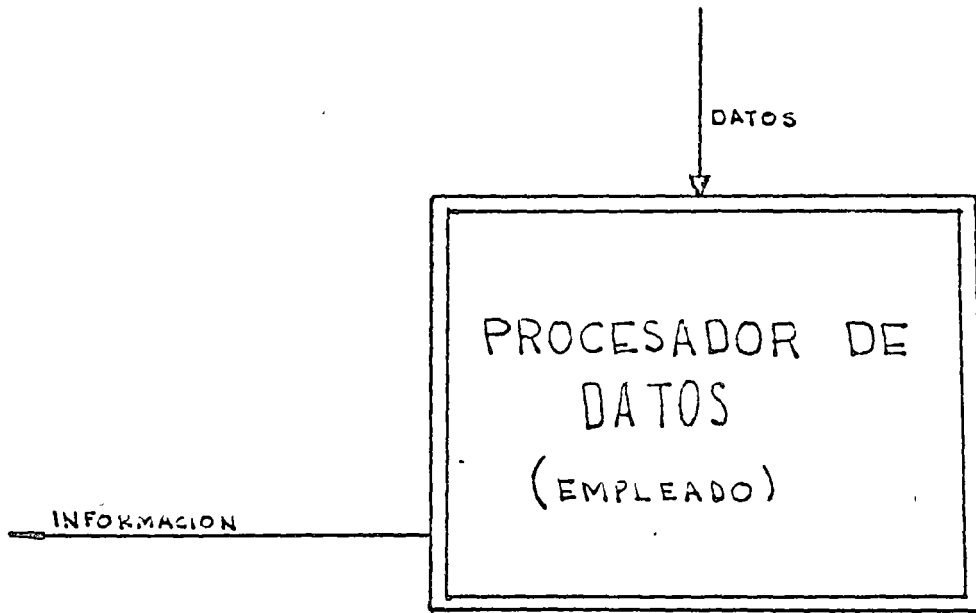 DATOS
PROCESADOR DE
DATOS
(EMPLEADO)
INFORMACION